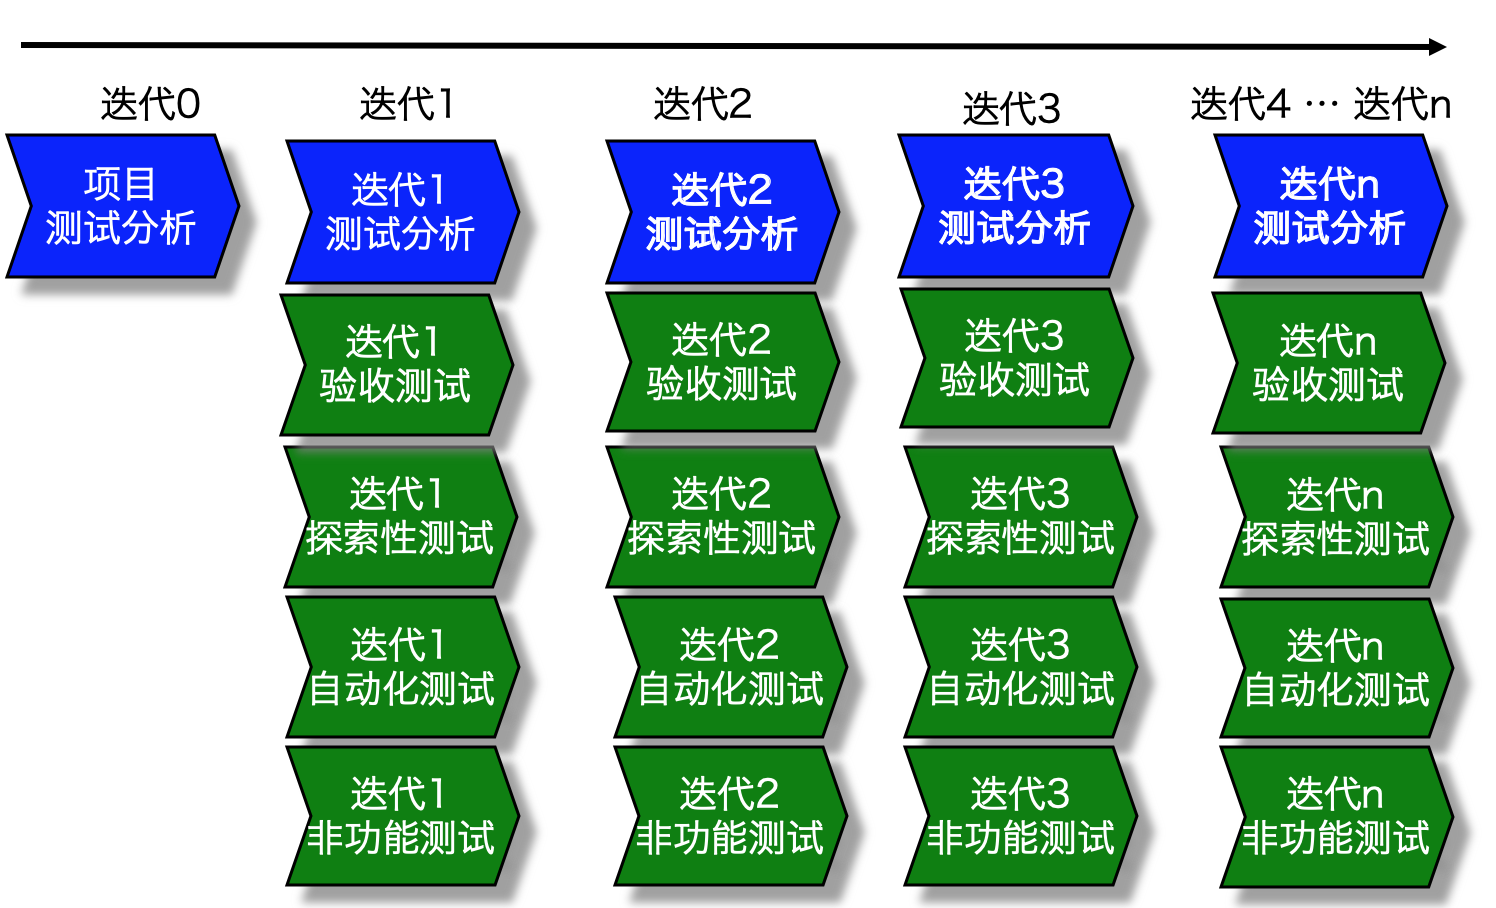 迭代0
迭代1
迭代2
迭代3
迭代4 … 迭代n
项目
测试分析
迭代1
测试分析
迭代2
测试分析
迭代3
测试分析
迭代n
测试分析
迭代1
验收测试
迭代2
验收测试
迭代3
验收测试
迭代n
验收测试
迭代1
探索性测试
迭代2
探索性测试
迭代3
探索性测试
迭代n
探索性测试
迭代1
自动化测试
迭代2
自动化测试
迭代3
自动化测试
迭代n
自动化测试
迭代1
非功能测试
迭代2
非功能测试
迭代3
非功能测试
迭代n
非功能测试